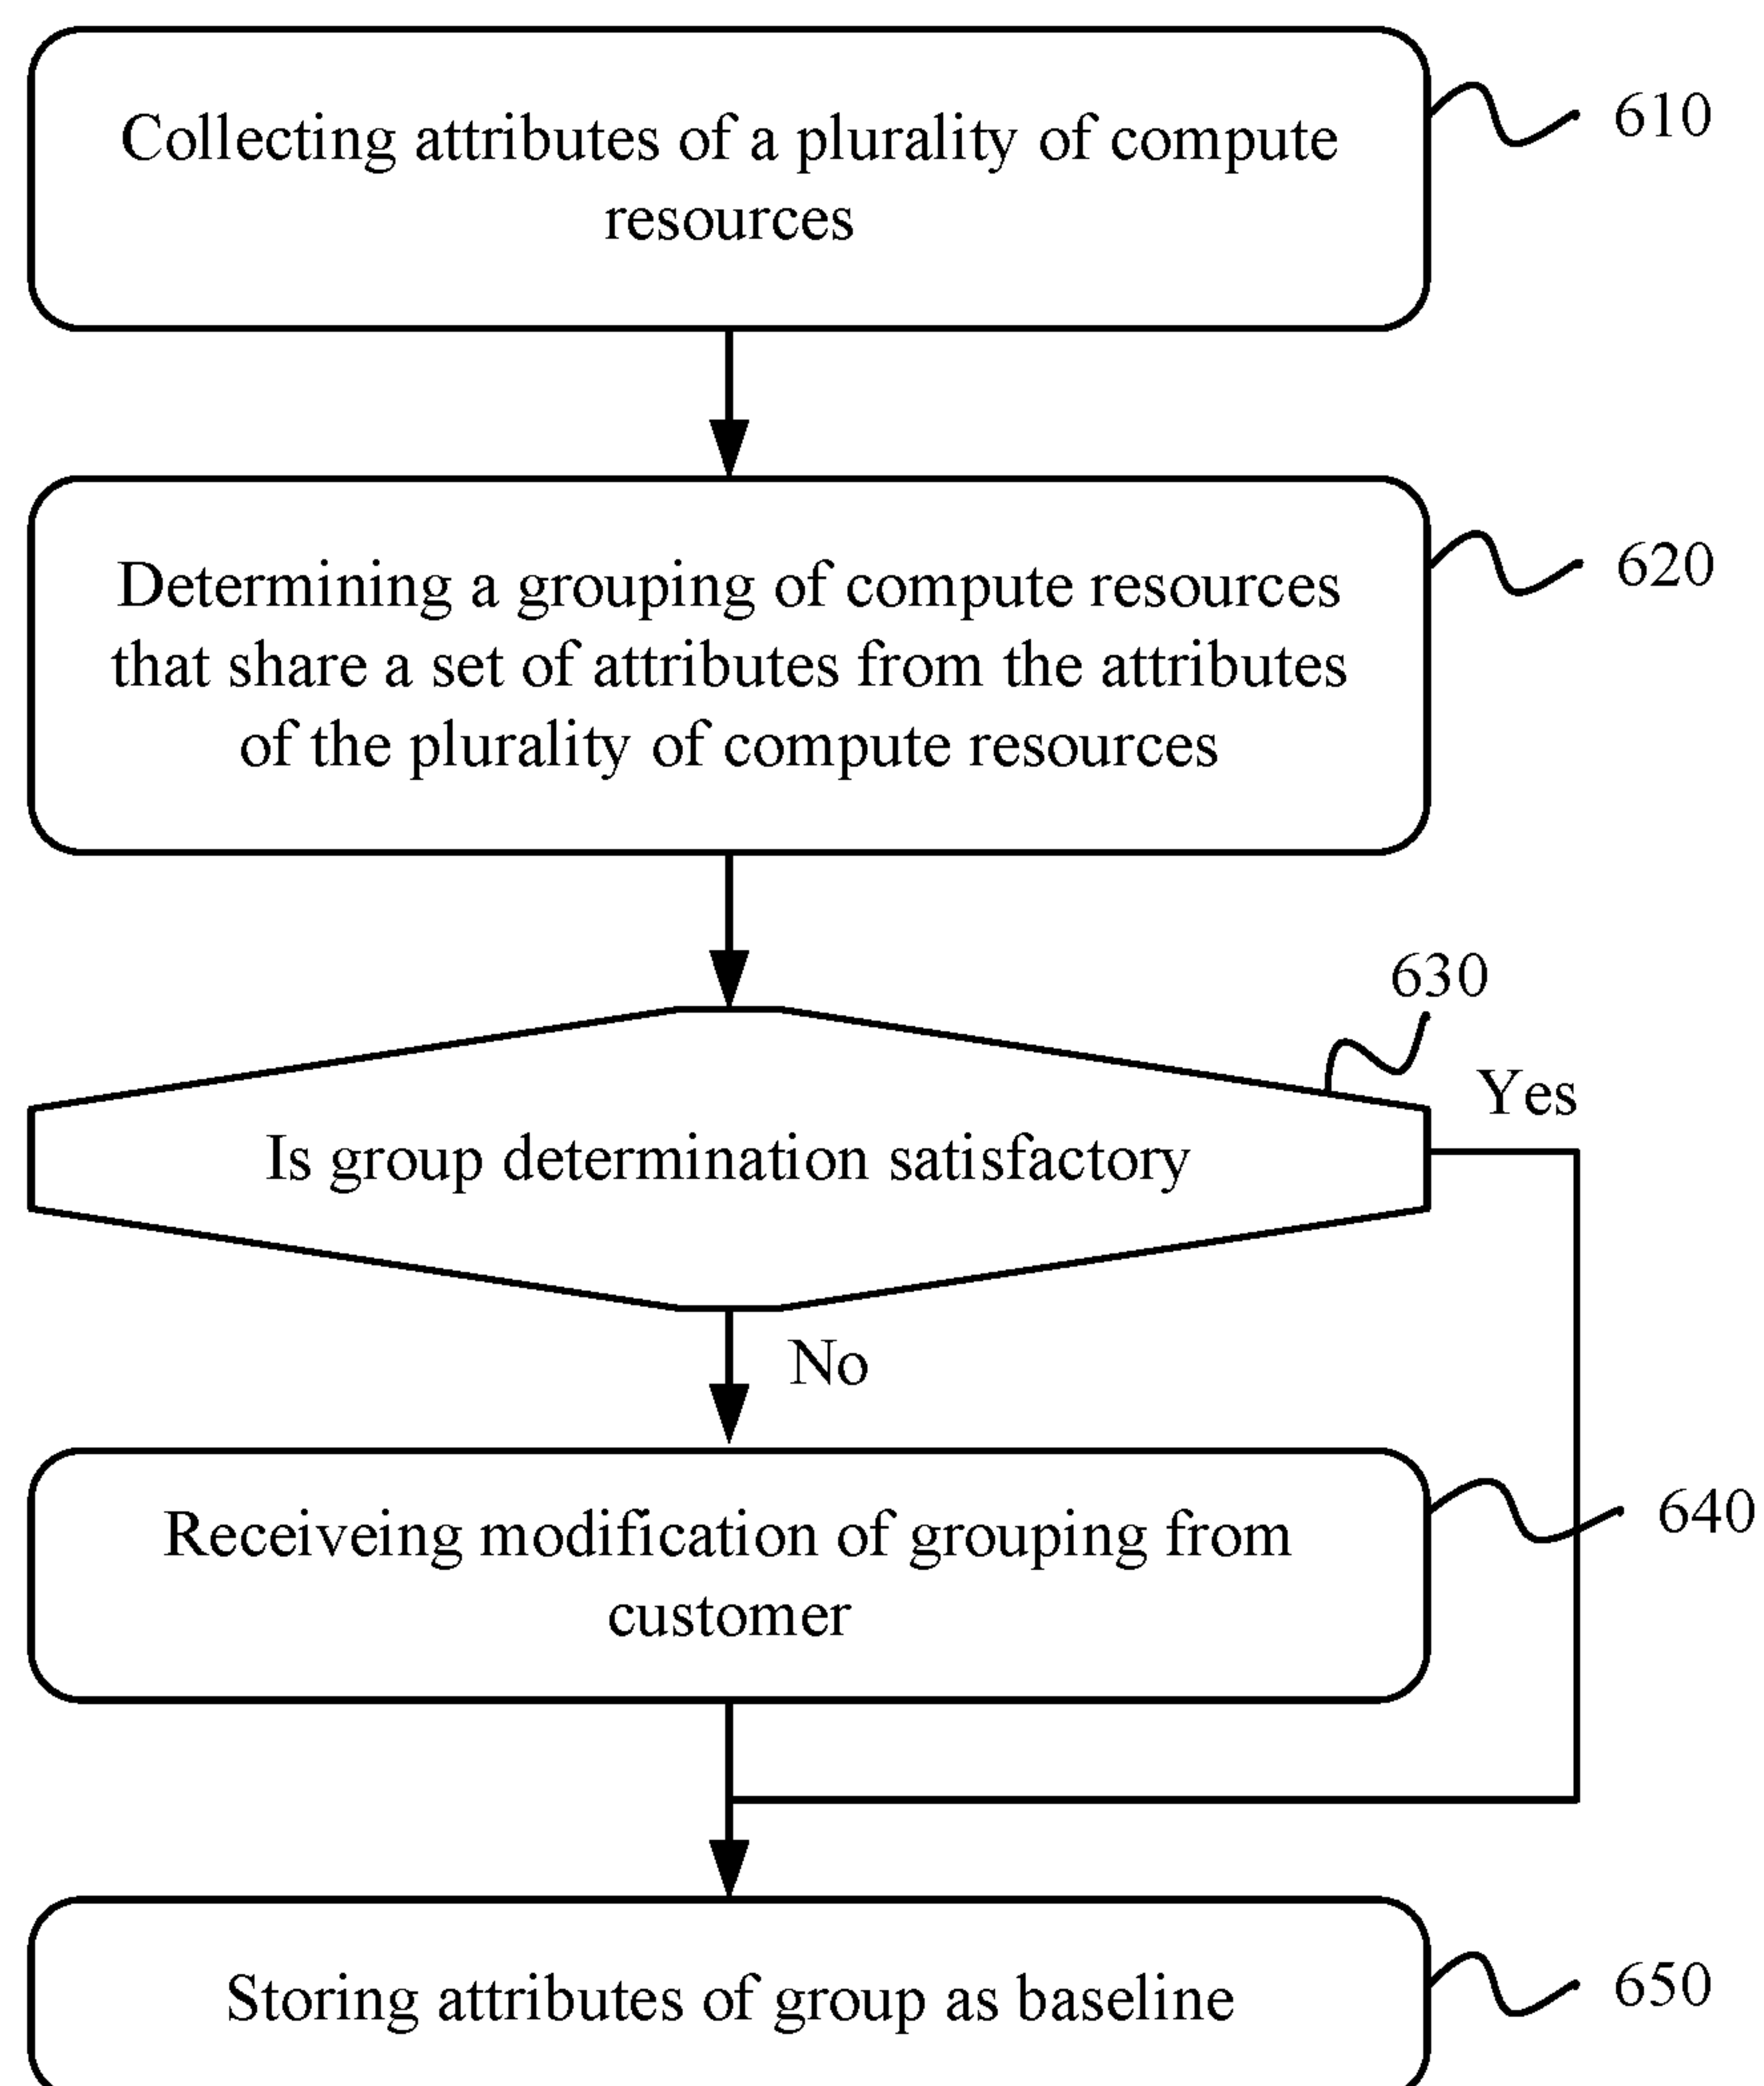 Collecting attributes of a plurality of compute
resources
610
Determining a grouping of compute resources
that share a set of attributes from the attributes
of the plurality of compute resources
620
630
Yes
Is group determination satisfactory
No
Receiveing modification of grouping from
customer
640
Storing attributes of group as baseline
650